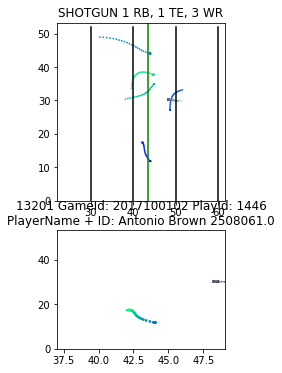 SHOTGUN 1 RB, 1 TE, 3 WR
50
40
30
20
10
0
30 40 50 60
13201 GameId: 2017100102 PlayId: 1446
PlayerName + ID: Antonio Brown 2508061.0
40
20
0
37.5 40.0 42.5 45.0 47.5